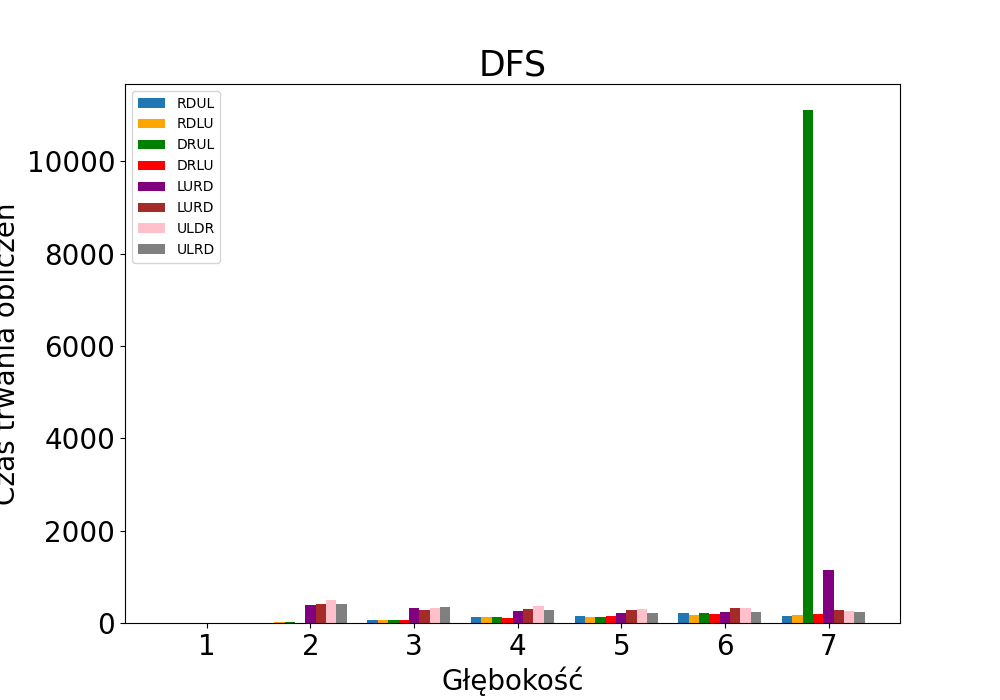 DFS
RDUL
RDLU
DRUL
DRLU
LURD
LURD
ULDR
ULRD
10000
8000
6000
4000
2000
0
Czas trwania obliczeń
1 2 3 4 5 6 7
Głębokość